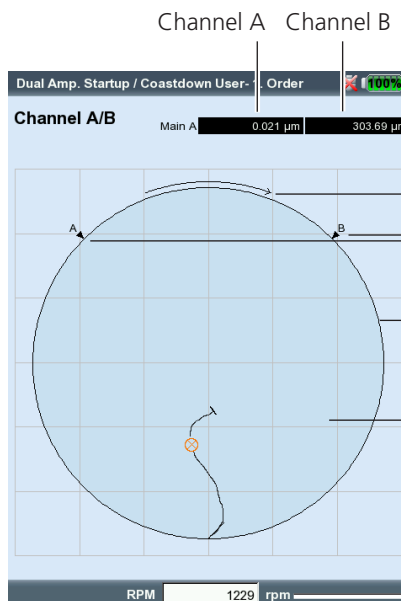 Channel A Channel B
Dual Amp. Startup / Coastdown User- . Order 100%
Channel A/B
Main A 0.021 µm 303.69 µm
A B
RPM 1229 rpm